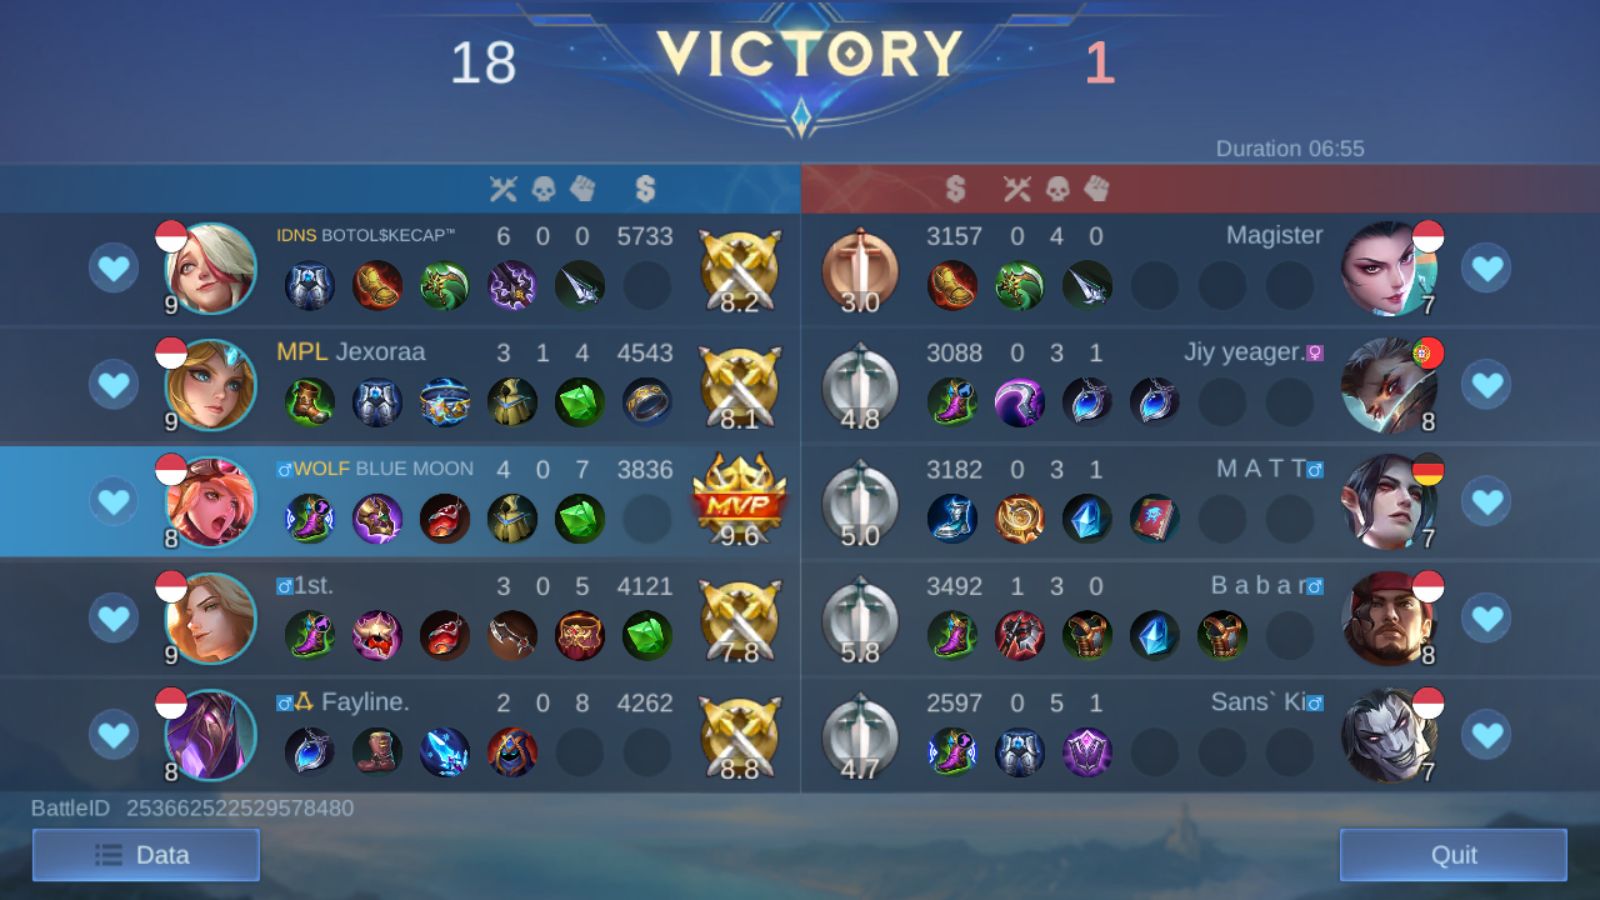 18 VICTORY 1
Duration 06:55
IDNS BOTOL$KECAP™ 6 0 0 5733
9 8.2
3157 0 4 0 Magister
3.0 7
MPL Jexoraa 3 1 4 4543
9 8.1
3088 0 3 1 Jiy yeager.♀
4.8 8
♂WOLF BLUE MOON 4 0 7 3836
8 MVP 9.6
3182 0 3 1 M A T T♂
5.0 7
♂1st. 3 0 5 4121
9 7.8
3492 1 3 0 B a b a r♂
5.8 8
♂ Fayline. 2 0 8 4262
8 8.8
2597 0 5 1 Sans` Ki♂
4.7 7
BattleID 253662522529578480
Data
Quit